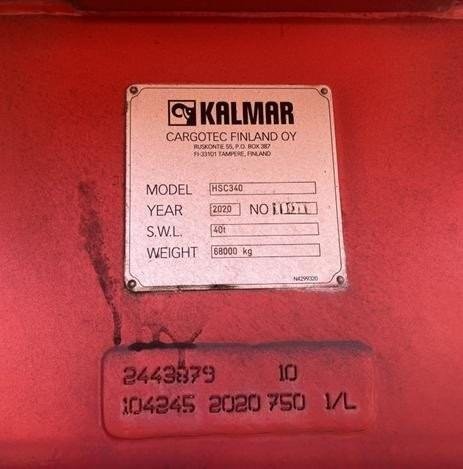 KALMAR
CARGOTEC FINLAND OY
RUSKONTIE 55, P.O. BOX 387
FI-33101 TAMPERE, FINLAND
MODEL HSC340
YEAR 2020 NO
S.W.L. 40t
WEIGHT 68000 kg
N4299320
2443879 10
104245 2020 750 1/L